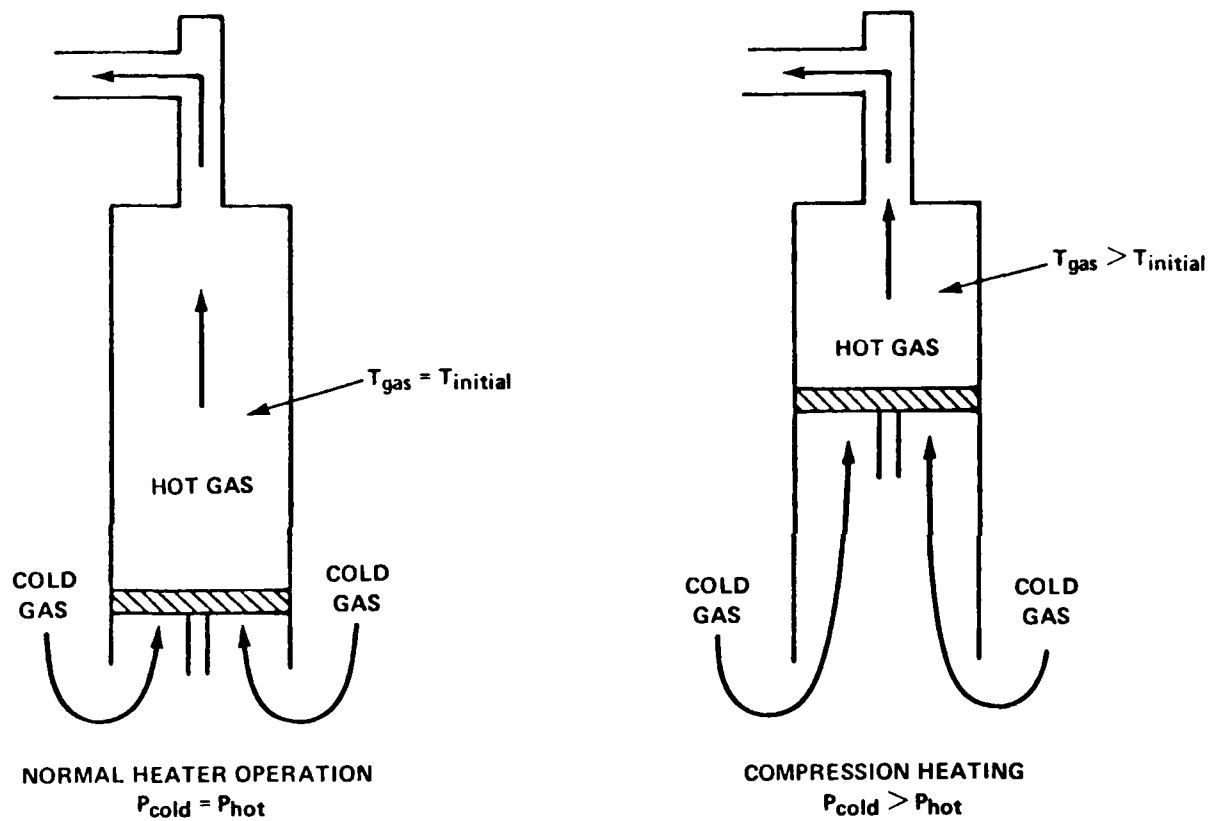 T_gas = T_initial
HOT GAS
COLD
GAS
COLD
GAS
NORMAL HEATER OPERATION
P_cold = P_hot
T_gas > T_initial
HOT GAS
COLD
GAS
COLD
GAS
COMPRESSION HEATING
P_cold > P_hot